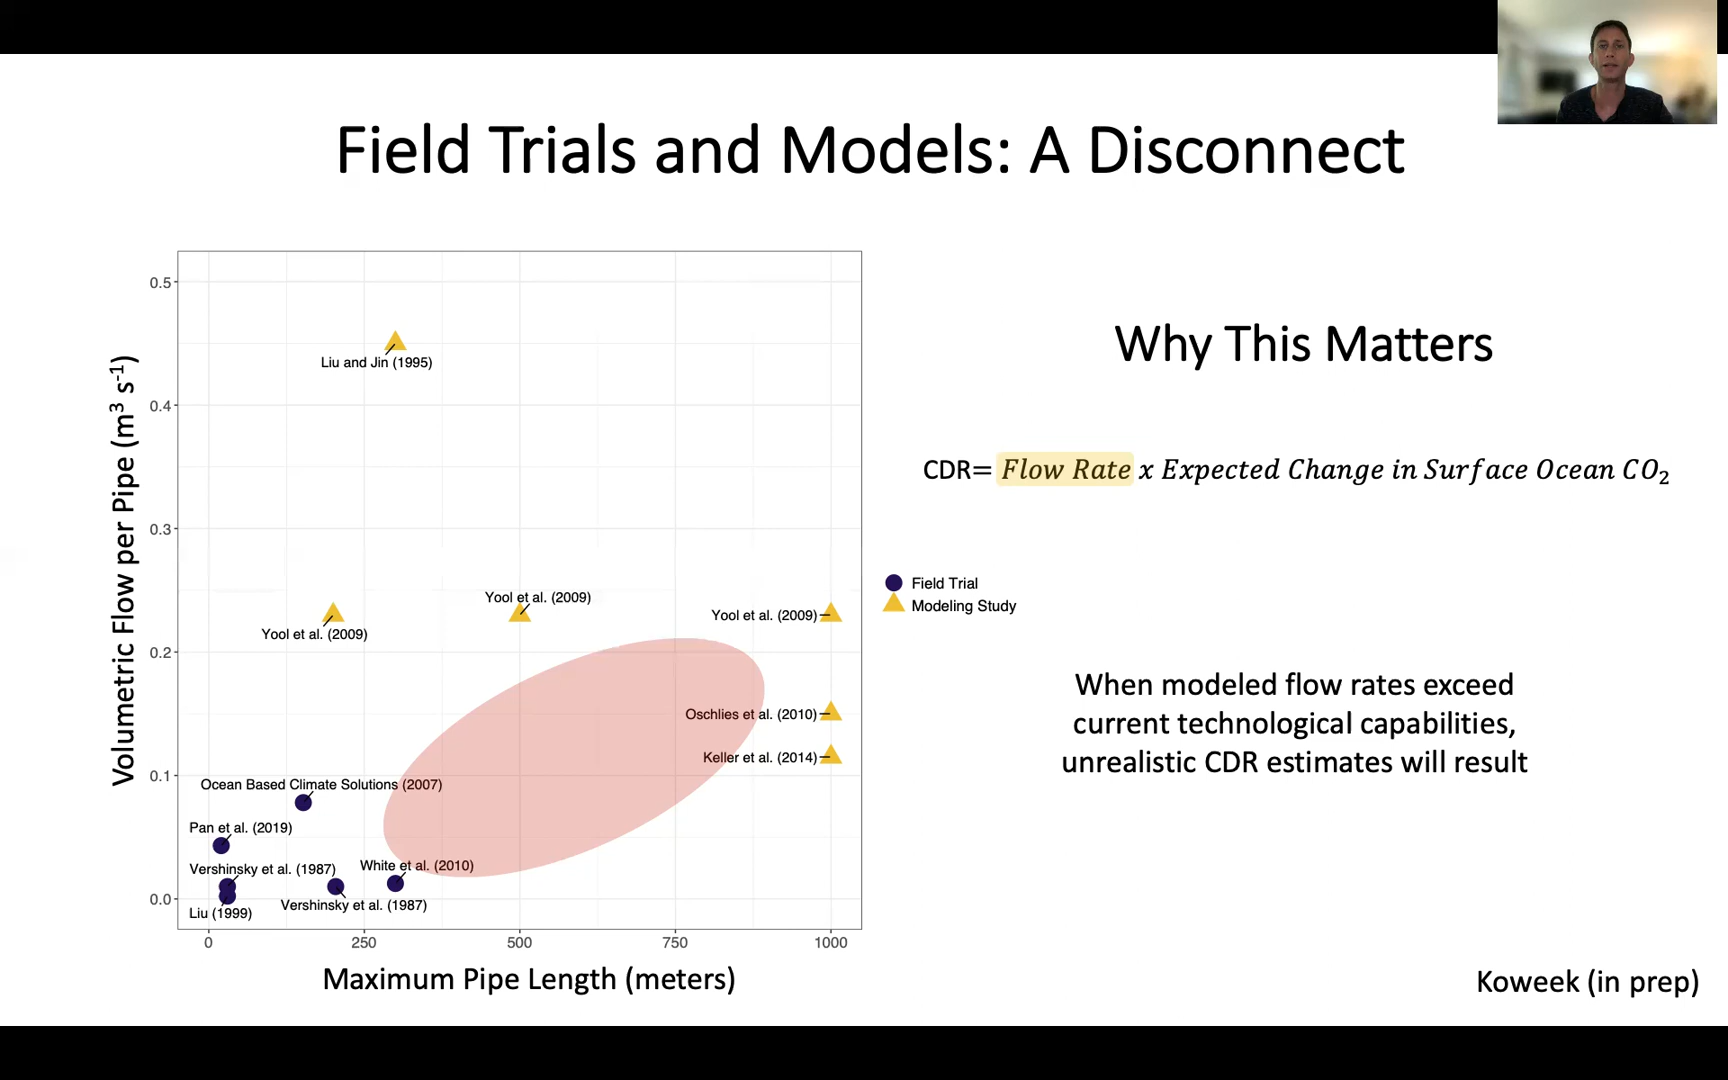 Field Trials and Models: A Disconnect
Volumetric Flow per Pipe (m³ s⁻¹)
0.5
0.4
0.3
0.2
0.1
0.0
Liu and Jin (1995)
Yool et al. (2009)
Yool et al. (2009)
Yool et al. (2009)
Oschlies et al. (2010)
Keller et al. (2014)
Ocean Based Climate Solutions (2007)
Pan et al. (2019)
Vershinsky et al. (1987)
White et al. (2010)
Vershinsky et al. (1987)
Liu (1999)
0 250 500 750 1000
Maximum Pipe Length (meters)
Field Trial
Modeling Study
Why This Matters
CDR= Flow Rate x Expected Change in Surface Ocean CO₂
When modeled flow rates exceed
current technological capabilities,
unrealistic CDR estimates will result
Koweek (in prep)